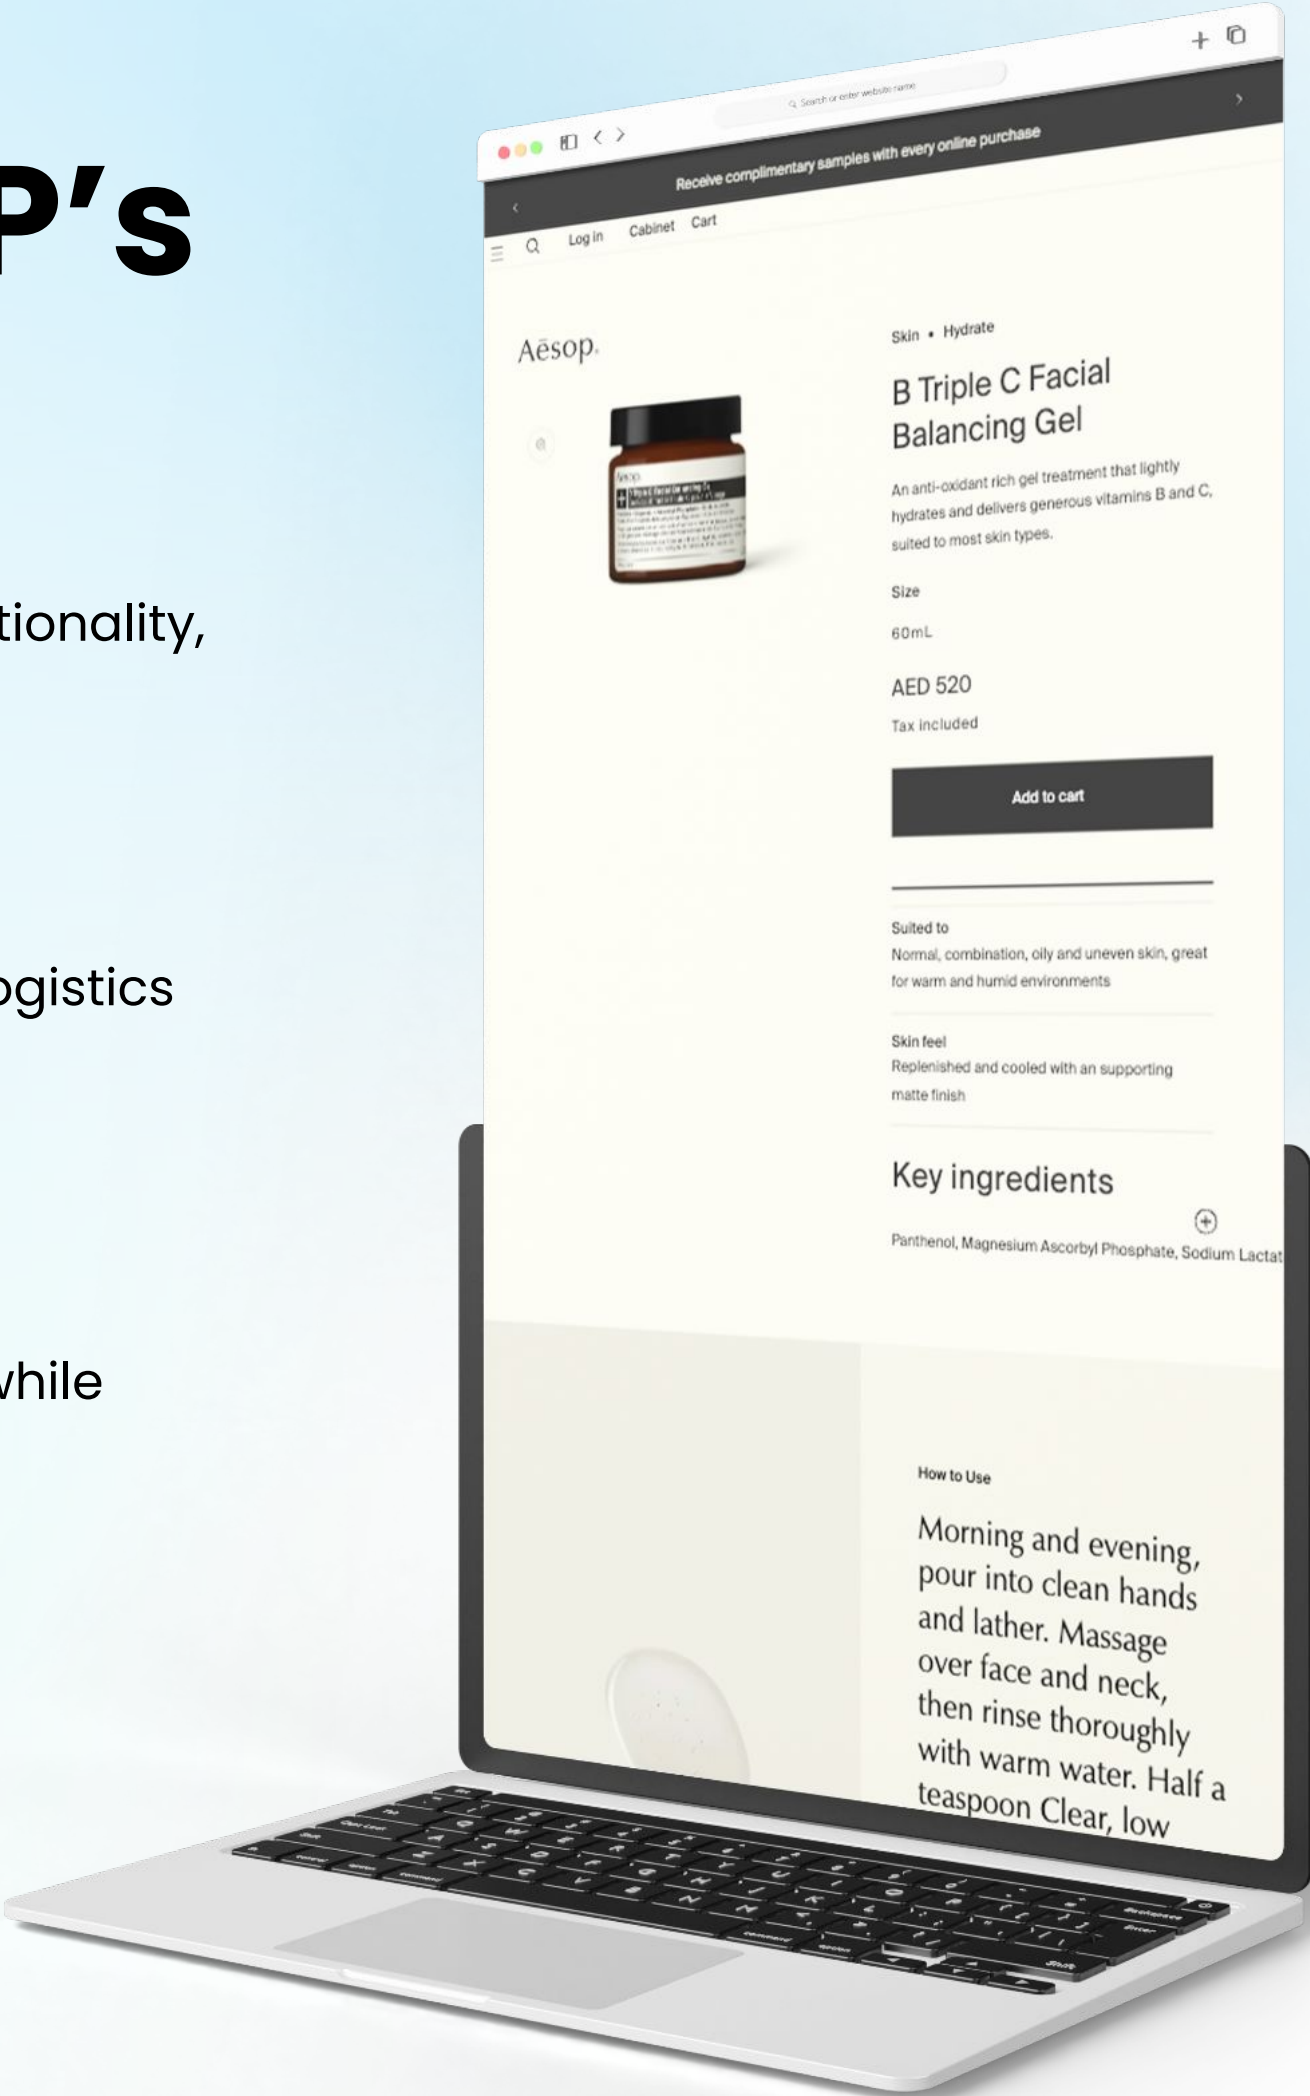 P’s
tionality,
ogistics
while
Search or enter website name
Receive complimentary samples with every online purchase
Log in Cabinet Cart
Aēsop.
Skin • Hydrate
B Triple C Facial
Balancing Gel
An anti-oxidant rich gel treatment that lightly
hydrates and delivers generous vitamins B and C,
suited to most skin types.
Size
60mL
AED 520
Tax included
Add to cart
Suited to
Normal, combination, oily and uneven skin, great
for warm and humid environments
Skin feel
Replenished and cooled with an supporting
matte finish
Key ingredients
Panthenol, Magnesium Ascorbyl Phosphate, Sodium Lactat
How to Use
Morning and evening,
pour into clean hands
and lather. Massage
over face and neck,
then rinse thoroughly
with warm water. Half a
teaspoon Clear, low